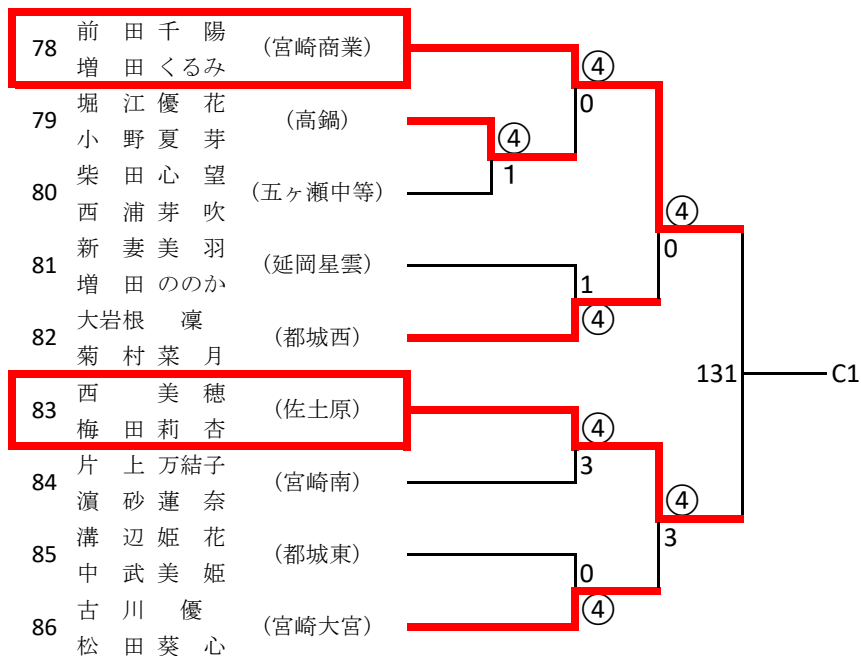 78 前田千陽 (宮崎商業)
増田くるみ
79 堀江優花 (高鍋)
小野夏芽
80 柴田心望 (五ヶ瀬中等)
西浦芽吹
81 新妻美羽 (延岡星雲)
増田ののか
82 大岩根 凜 (都城西)
菊村菜月
83 西 美穂 (佐土原)
梅田莉杏
84 片上万結子 (宮崎南)
濵砂蓮奈
85 溝辺姫花 (都城東)
中武美姫
86 古川 優 (宮崎大宮)
松田葵心
④
0
④
1
④
0
1
④
131
C1
④
3
④
3
0
④